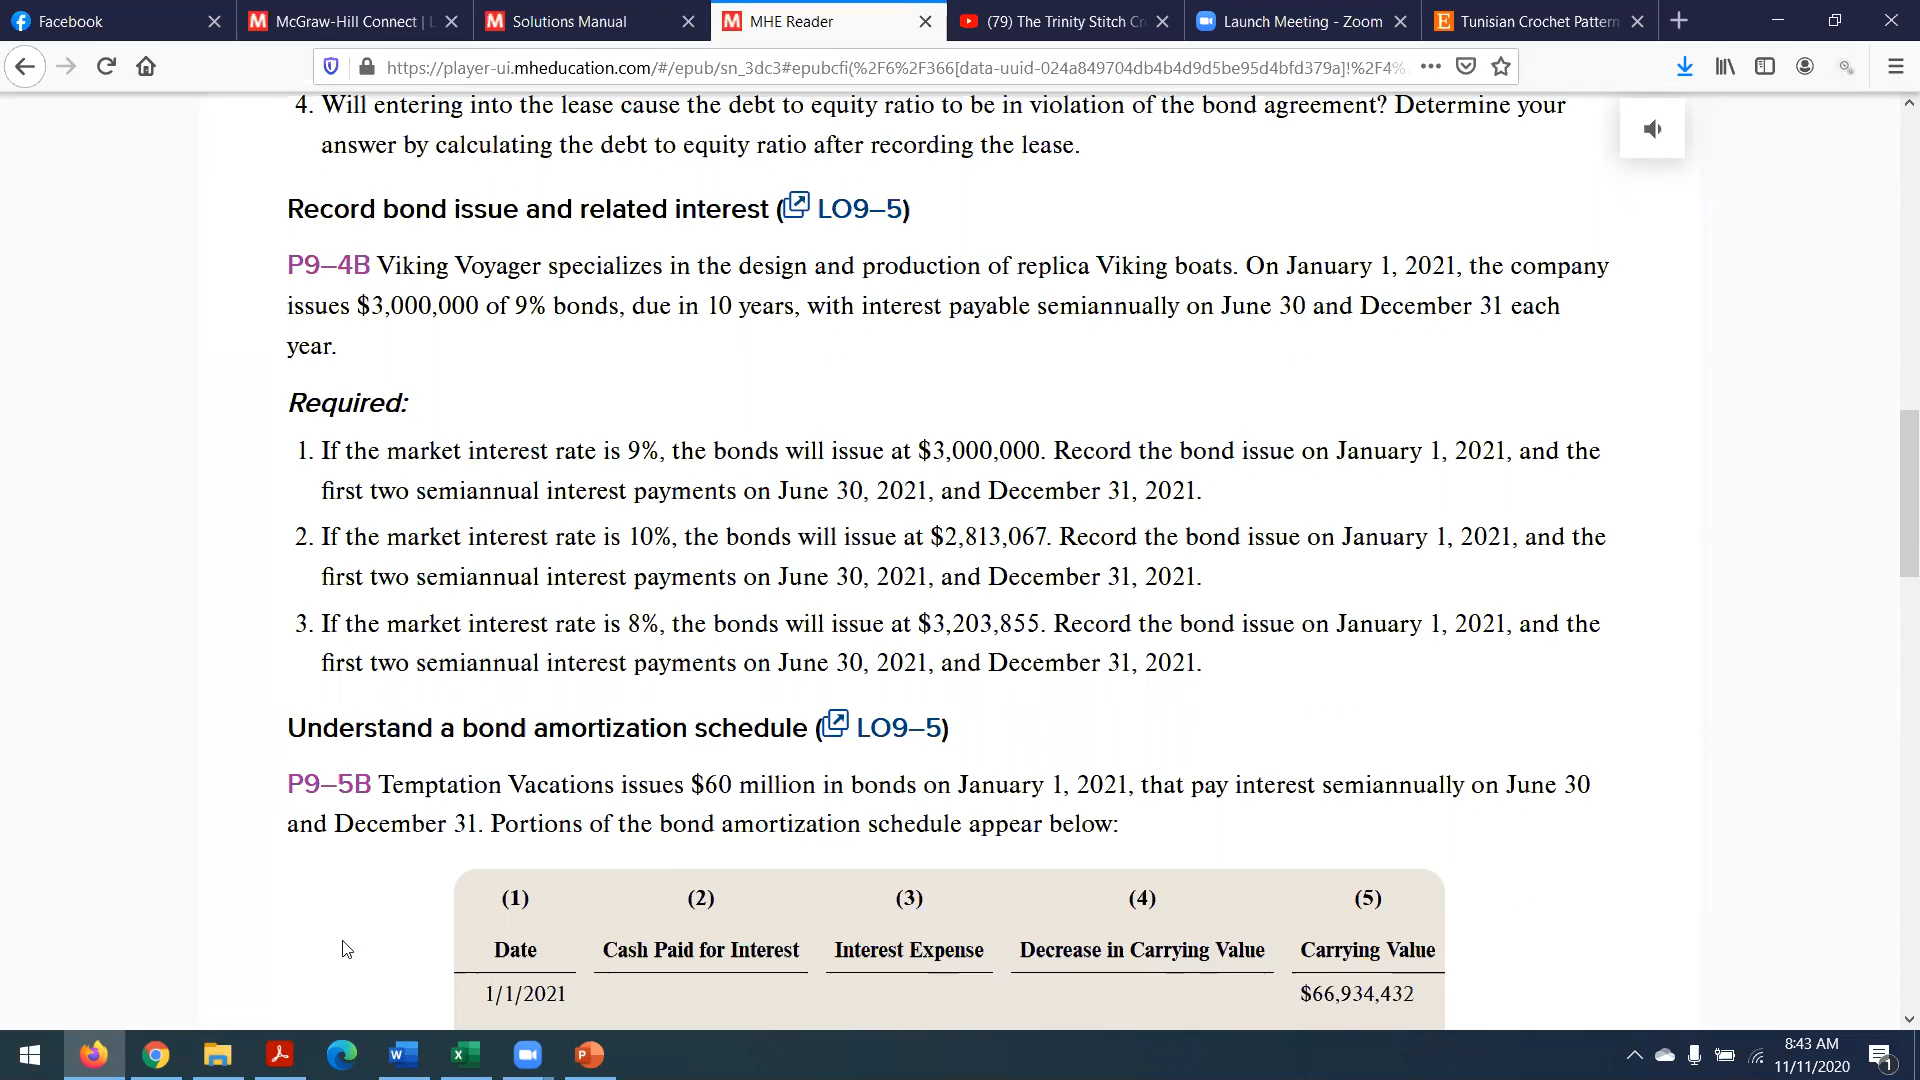 Facebook
McGraw-Hill Connect | L
Solutions Manual
MHE Reader
(79) The Trinity Stitch Cr
Launch Meeting - Zoom
Tunisian Crochet Pattern
https://player-ui.mheducation.com/#/epub/sn_3dc3#epubcfi(%2F6%2F366[data-uuid-024a849704db4b4d9d5be95d4bfd379a]!%2F4%
4. Will entering into the lease cause the debt to equity ratio to be in violation of the bond agreement? Determine your
answer by calculating the debt to equity ratio after recording the lease.
Record bond issue and related interest (LO9–5)
P9–4B Viking Voyager specializes in the design and production of replica Viking boats. On January 1, 2021, the company
issues $3,000,000 of 9% bonds, due in 10 years, with interest payable semiannually on June 30 and December 31 each
year.
Required:
1. If the market interest rate is 9%, the bonds will issue at $3,000,000. Record the bond issue on January 1, 2021, and the
first two semiannual interest payments on June 30, 2021, and December 31, 2021.
2. If the market interest rate is 10%, the bonds will issue at $2,813,067. Record the bond issue on January 1, 2021, and the
first two semiannual interest payments on June 30, 2021, and December 31, 2021.
3. If the market interest rate is 8%, the bonds will issue at $3,203,855. Record the bond issue on January 1, 2021, and the
first two semiannual interest payments on June 30, 2021, and December 31, 2021.
Understand a bond amortization schedule (LO9–5)
P9–5B Temptation Vacations issues $60 million in bonds on January 1, 2021, that pay interest semiannually on June 30
and December 31. Portions of the bond amortization schedule appear below:
(1) (2) (3) (4) (5)
Date Cash Paid for Interest Interest Expense Decrease in Carrying Value Carrying Value
1/1/2021 $66,934,432
8:43 AM
11/11/2020
1